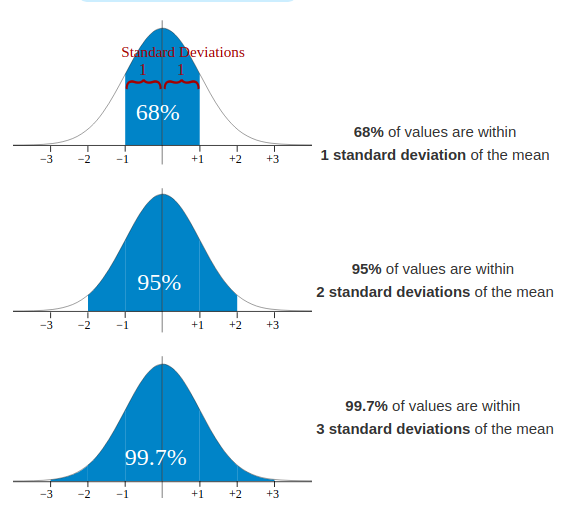 Standard Deviations
1 1
68%
−3 −2 −1 +1 +2 +3
68% of values are within
1 standard deviation of the mean
95%
−3 −2 −1 +1 +2 +3
95% of values are within
2 standard deviations of the mean
99.7%
−3 −2 −1 +1 +2 +3
99.7% of values are within
3 standard deviations of the mean